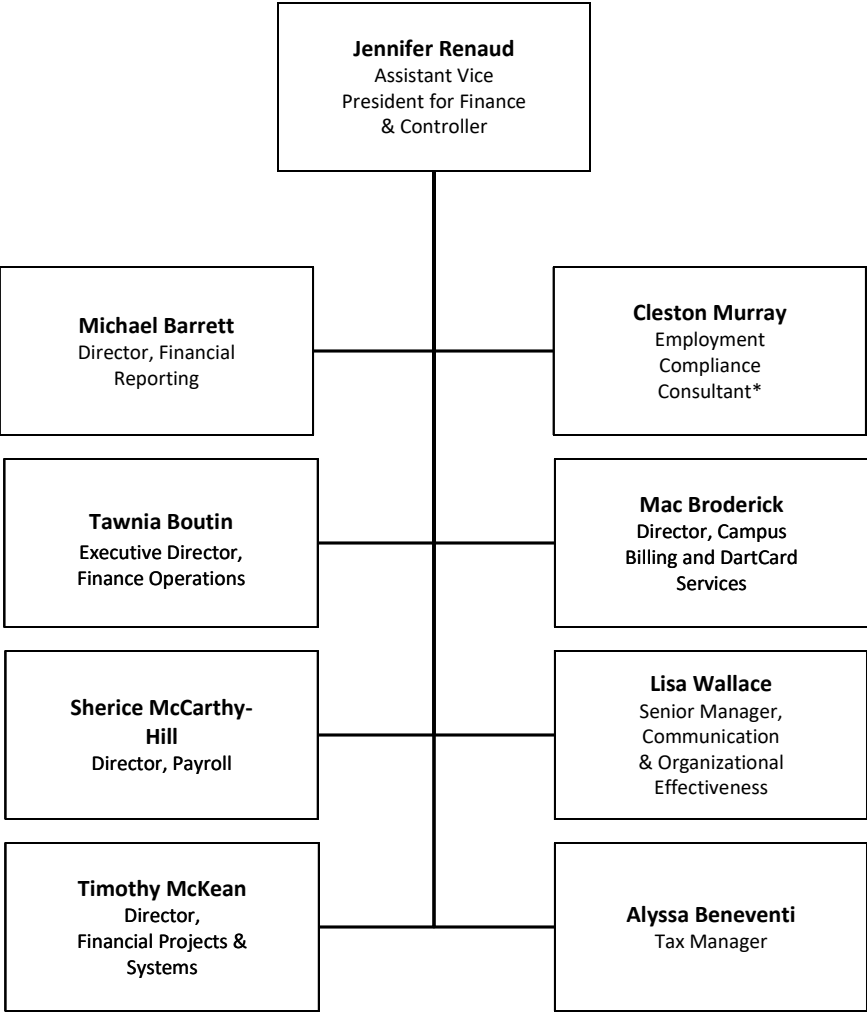 Jennifer Renaud
Assistant Vice
President for Finance
& Controller
Michael Barrett
Director, Financial
Reporting
Cleston Murray
Employment
Compliance
Consultant*
Tawnia Boutin
Executive Director,
Finance Operations
Mac Broderick
Director, Campus
Billing and DartCard
Services
Sherice McCarthy-
Hill
Director, Payroll
Lisa Wallace
Senior Manager,
Communication
& Organizational
Effectiveness
Timothy McKean
Director,
Financial Projects &
Systems
Alyssa Beneventi
Tax Manager